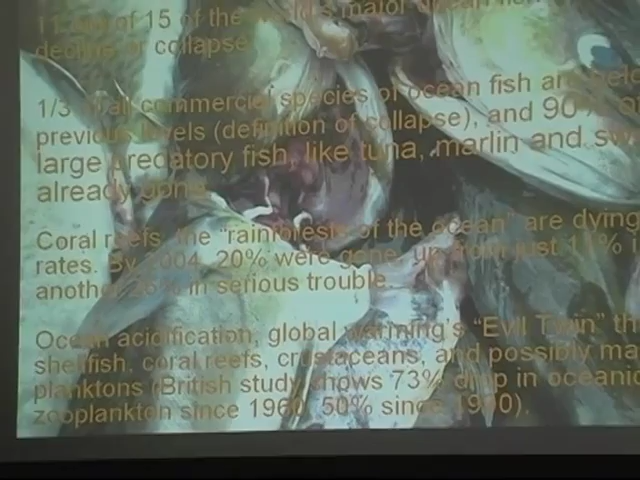 11 out of 15 of the world's major ocean fish
decline or collapse
1/3 of all commercial species of ocean fish are below
previous levels (definition of collapse), and 90% of
large predatory fish, like tuna, marlin and sw
already gone.
Coral reefs, the "rainforests of the ocean" are dying
rates. By 2004, 20% were gone, up from just 11%
another 26% in serious trouble.
Ocean acidification, global warming's "Evil Twin" th
shellfish, coral reefs, crustaceans, and possibly ma
planktons (British study shows 73% drop in oceanic
zooplankton since 1960, 50% since 1990).